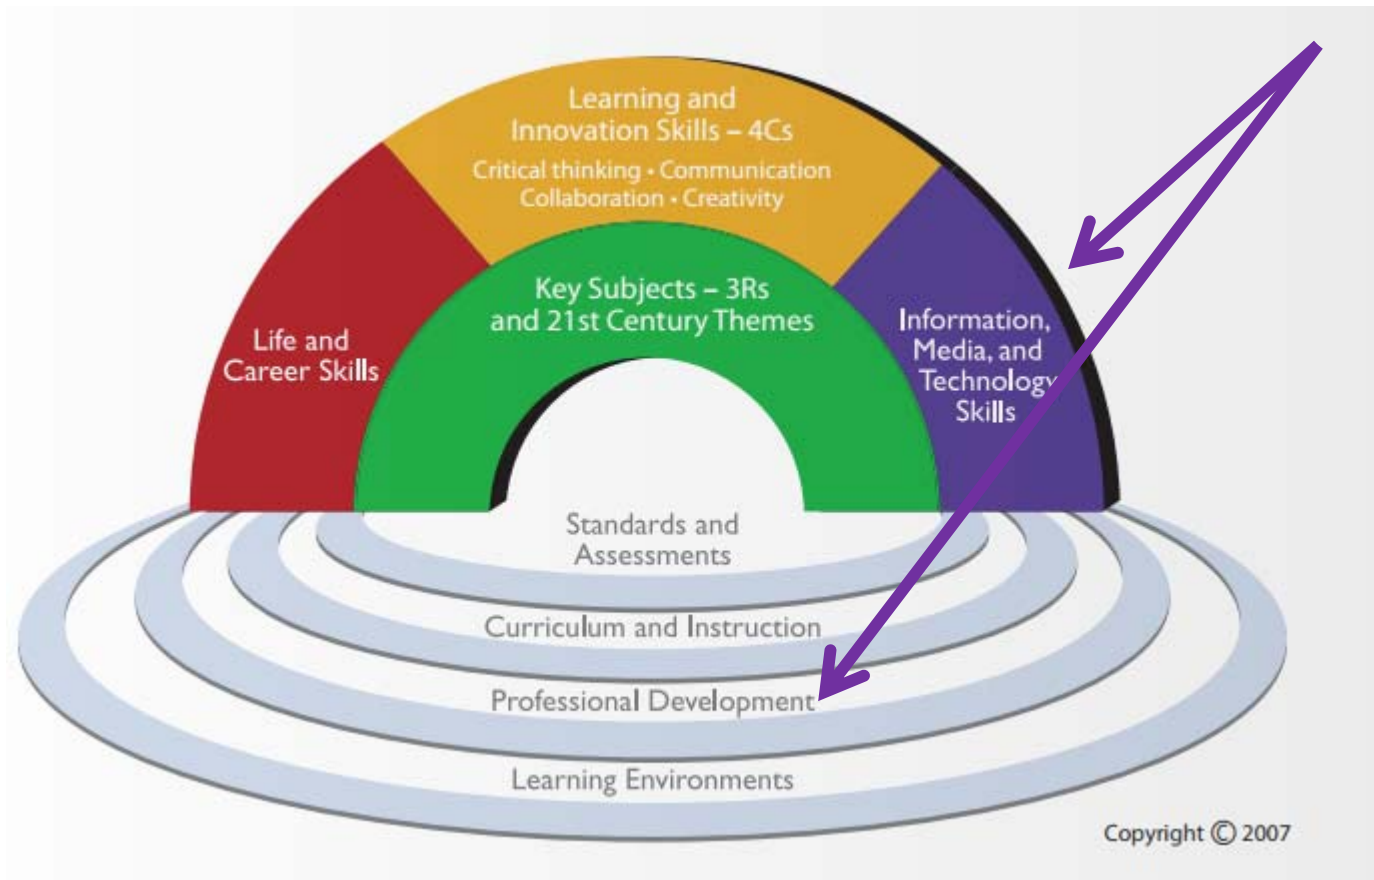 Learning and
Innovation Skills – 4Cs
Critical thinking • Communication
Collaboration • Creativity
Key Subjects – 3Rs
and 21st Century Themes
Life and
Career Skills
Information,
Media, and
Technology
Skills
Standards and
Assessments
Curriculum and Instruction
Professional Development
Learning Environments
Copyright © 2007